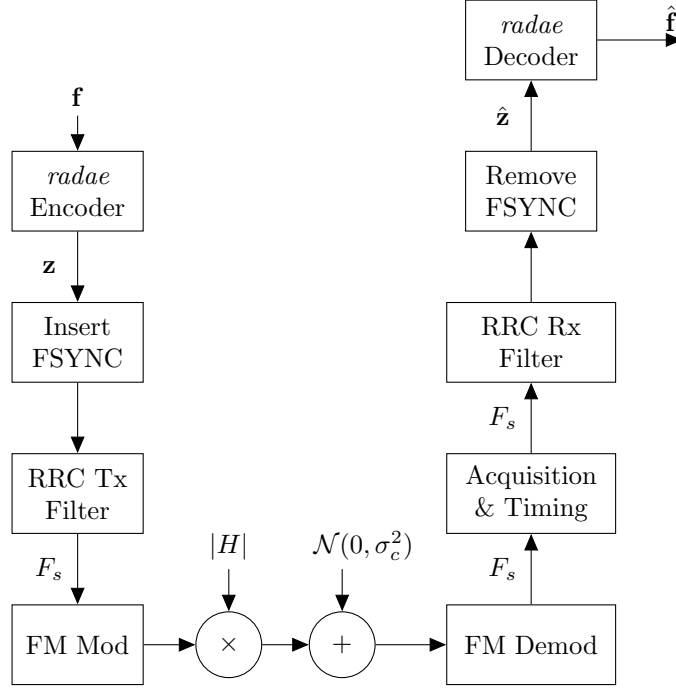 f
radae
Encoder
z
Insert
FSYNC
RRC Tx
Filter
F_s
FM Mod
|H|
×
𝒩(0, σ_c^2)
+
FM Demod
F_s
Acquisition
& Timing
F_s
RRC Rx
Filter
Remove
FSYNC
ẑ
radae
Decoder
f̂